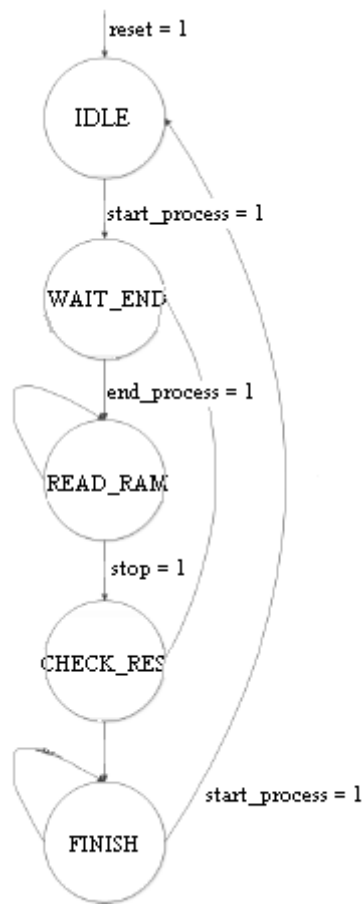 reset = 1
IDLE
start_process = 1
WAIT_END
end_process = 1
READ_RAM
stop = 1
CHECK_RES
start_process = 1
FINISH